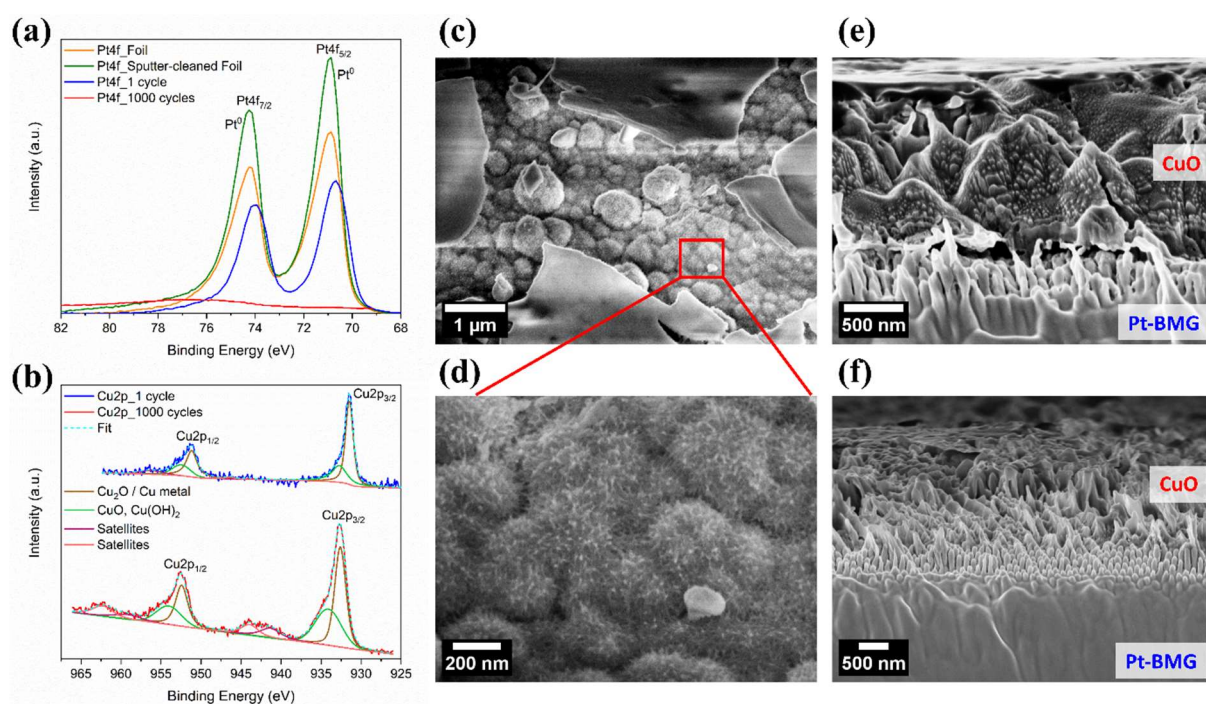 (a)
Pt4f_Foil
Pt4f_Sputter-cleaned Foil
Pt4f_1 cycle
Pt4f_1000 cycles
Pt4f7/2
Pt0
Pt4f5/2
Pt0
Intensity (a.u.)
82 80 78 76 74 72 70 68
Binding Energy (eV)
(b)
Cu2p_1 cycle
Cu2p_1000 cycles
Fit
Cu2p1/2
Cu2p3/2
Cu2O / Cu metal
CuO, Cu(OH)2
Satellites
Satellites
Cu2p1/2
Cu2p3/2
Intensity (a.u.)
965 960 955 950 945 940 935 930 925
Binding Energy (eV)
(c)
1 μm
(d)
200 nm
(e)
CuO
500 nm
Pt-BMG
(f)
CuO
500 nm
Pt-BMG